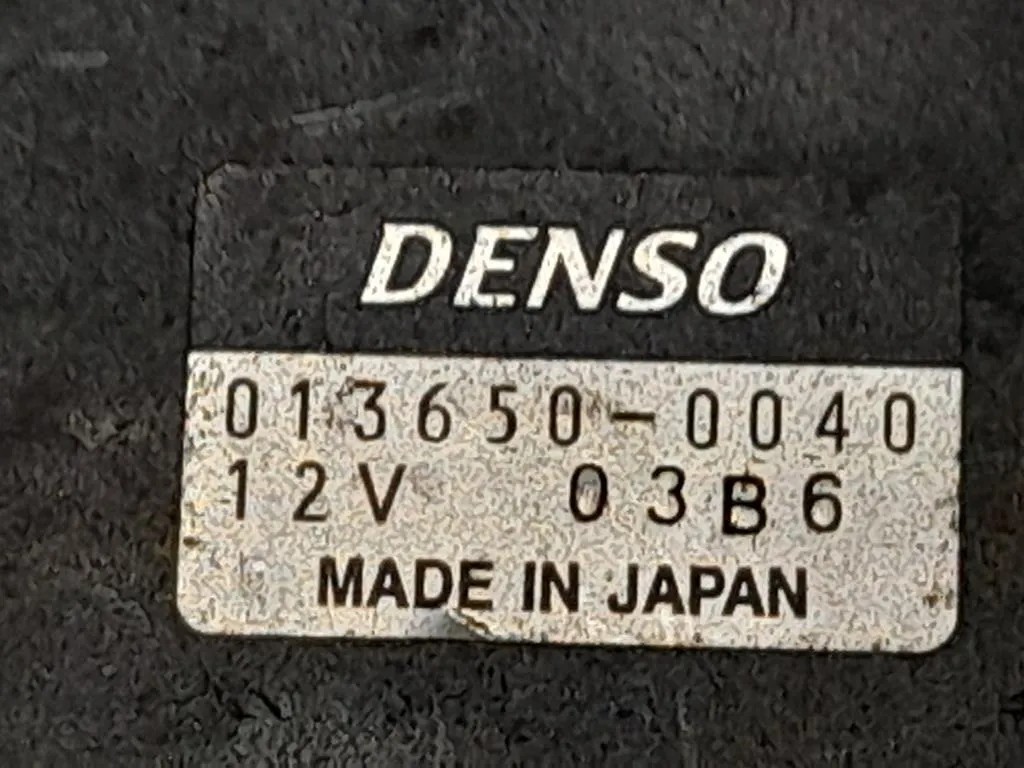 DENSO
013650-0040
12V 03B6
MADE IN JAPAN